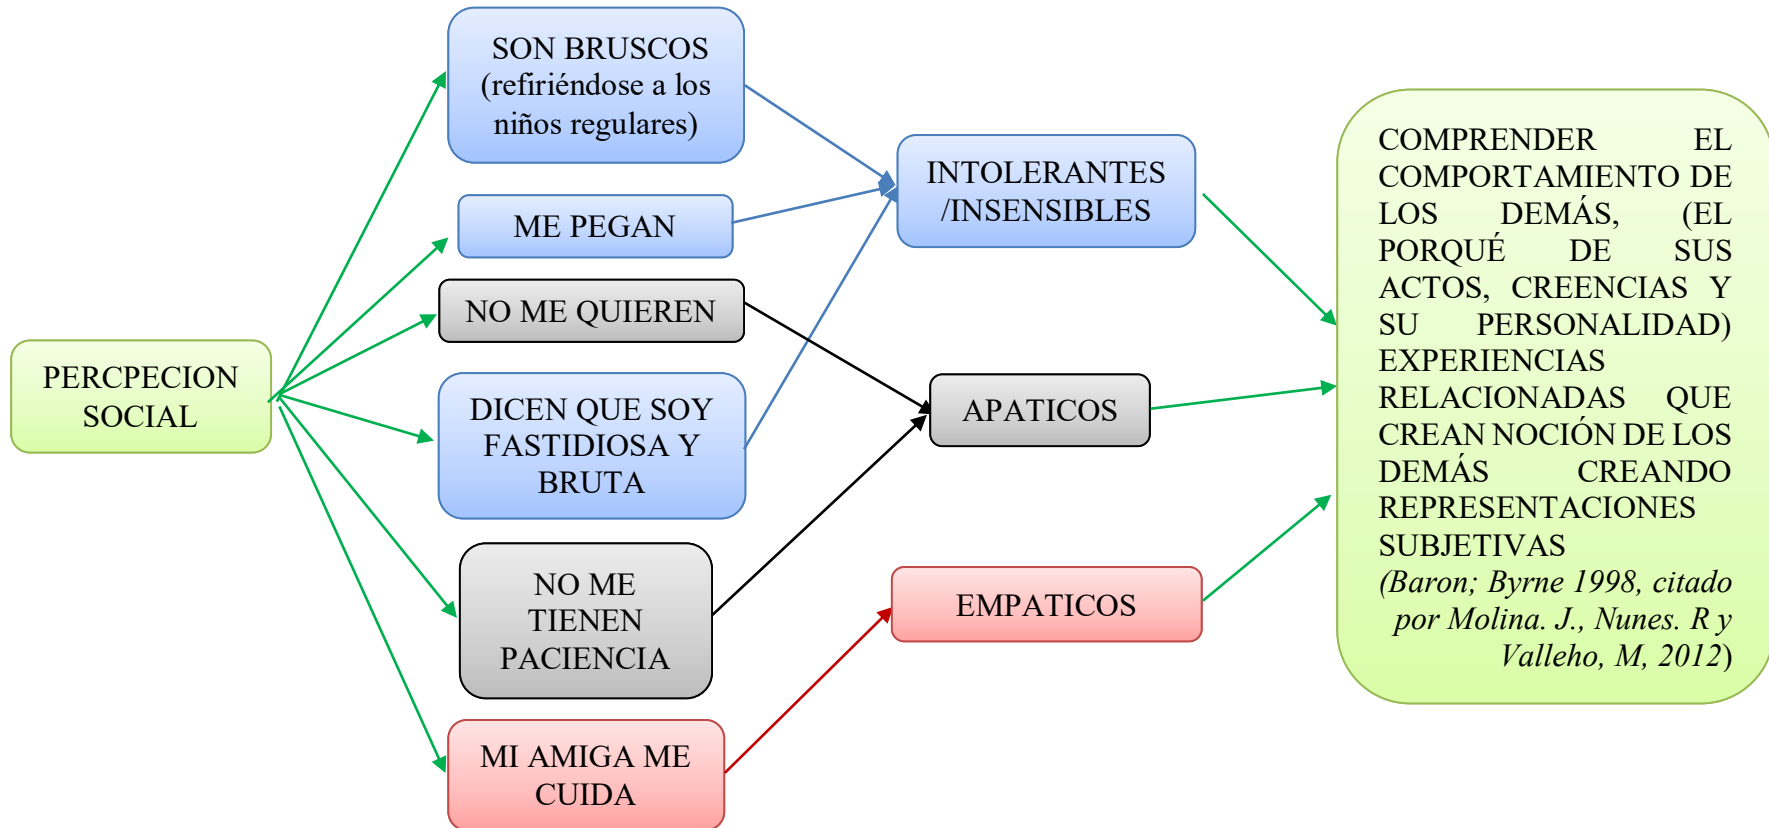 PERCPECION
SOCIAL
SON BRUSCOS
(refiriéndose a los
niños regulares)
ME PEGAN
NO ME QUIEREN
DICEN QUE SOY
FASTIDIOSA Y
BRUTA
NO ME
TIENEN
PACIENCIA
MI AMIGA ME
CUIDA
INTOLERANTES
/INSENSIBLES
APATICOS
EMPATICOS
COMPRENDER EL
COMPORTAMIENTO DE
LOS DEMÁS, (EL
PORQUÉ DE SUS
ACTOS, CREENCIAS Y
SU PERSONALIDAD)
EXPERIENCIAS
RELACIONADAS QUE
CREAN NOCIÓN DE LOS
DEMÁS CREANDO
REPRESENTACIONES
SUBJETIVAS
(Baron; Byrne 1998, citado
por Molina. J., Nunes. R y
Valleho, M, 2012)